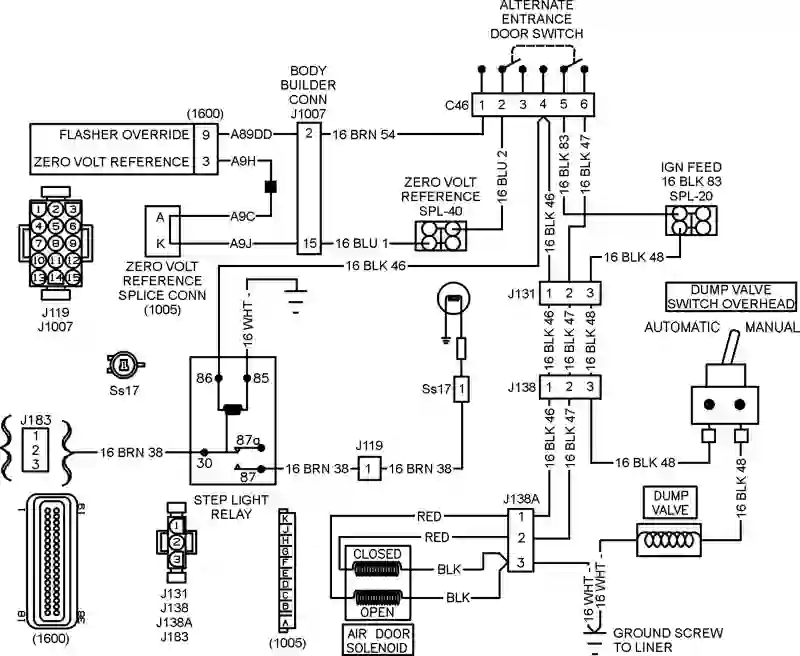 ALTERNATE
ENTRANCE
DOOR SWITCH
BODY
BUILDER
CONN
J1007
C46 1 2 3 4 5 6
(1600)
FLASHER OVERRIDE 9 A89DD 2 16 BRN 54
ZERO VOLT REFERENCE 3 A9H
16 BLU 2
16 BLK 83
16 BLK 47
IGN FEED
16 BLK 83
SPL-20
ZERO VOLT
REFERENCE
SPL-40
16 BLK 46
1 2 3
4 5 6
7 8 9
10 11 12
13 14 15
J119
J1007
A A9C
K A9J 15 16 BLU 1
ZERO VOLT
REFERENCE
SPLICE CONN
(1005)
16 BLK 46
16 BLK 48
J131 1 2 3
DUMP VALVE
SWITCH OVERHEAD
AUTOMATIC MANUAL
16 WHT -
16 BLK 46
16 BLK 47
16 BLK 48
Ss17
86 85
Ss17 1
J138 1 2 3
J183
1
2
3
16 BRN 38
30
87a
87
16 BRN 38
J119
1
16 BRN 38
16 BLK 46
16 BLK 47
16 BLK 48
16 BLK 48
STEP LIGHT
RELAY
J138A
1
2
3
RED
RED
BLK
BLK
CLOSED
OPEN
AIR DOOR
SOLENOID
DUMP
VALVE
16 WHT -
16 WHT -
GROUND SCREW
TO LINER
1
18
(1600)
1
2
3
J131
J138
J138A
J183
K
J
H
G
F
E
D
C
B
A
(1005)